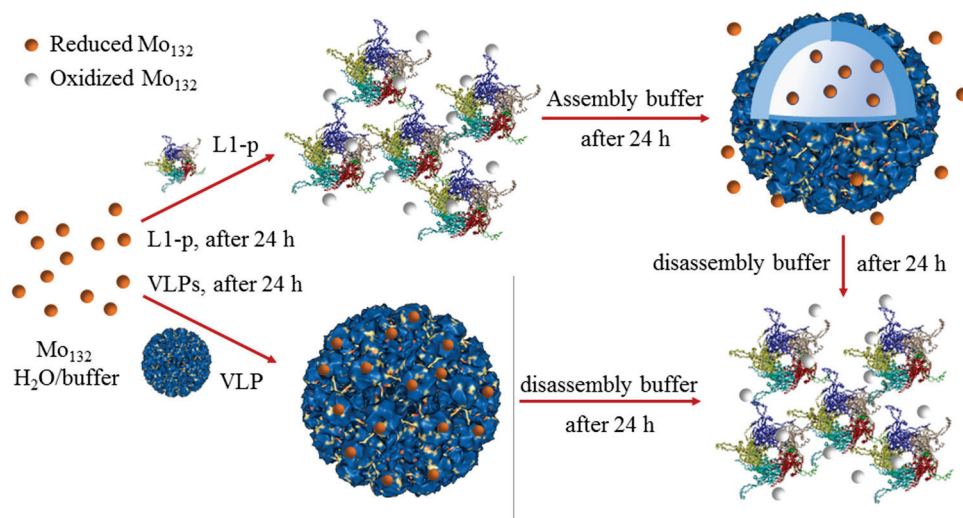 Reduced Mo₁₃₂
Oxidized Mo₁₃₂
L1-p
Assembly buffer
after 24 h
L1-p, after 24 h
VLPs, after 24 h
Mo₁₃₂
H₂O/buffer
VLP
disassembly buffer
after 24 h
disassembly buffer
after 24 h